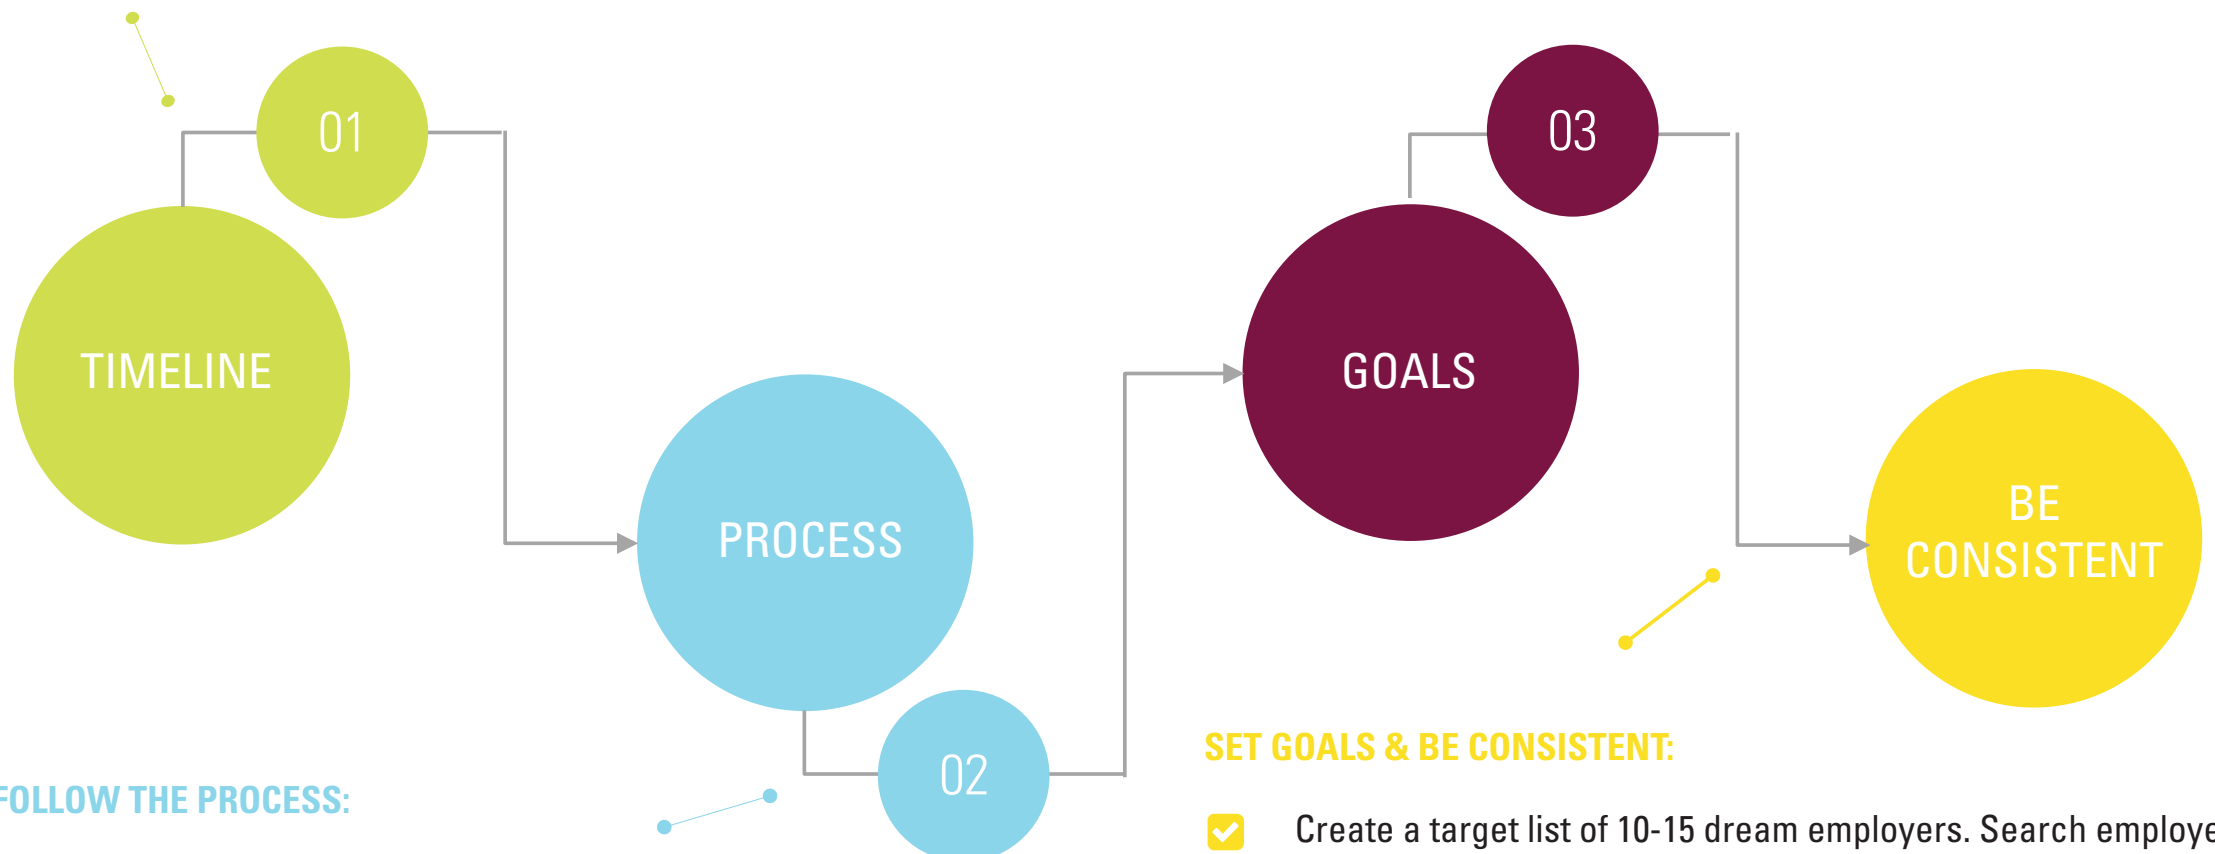 01
TIMELINE
PROCESS
02
03
GOALS
BE
CONSISTENT
FOLLOW THE PROCESS:
SET GOALS & BE CONSISTENT:
Create a target list of 10-15 dream employers. Search